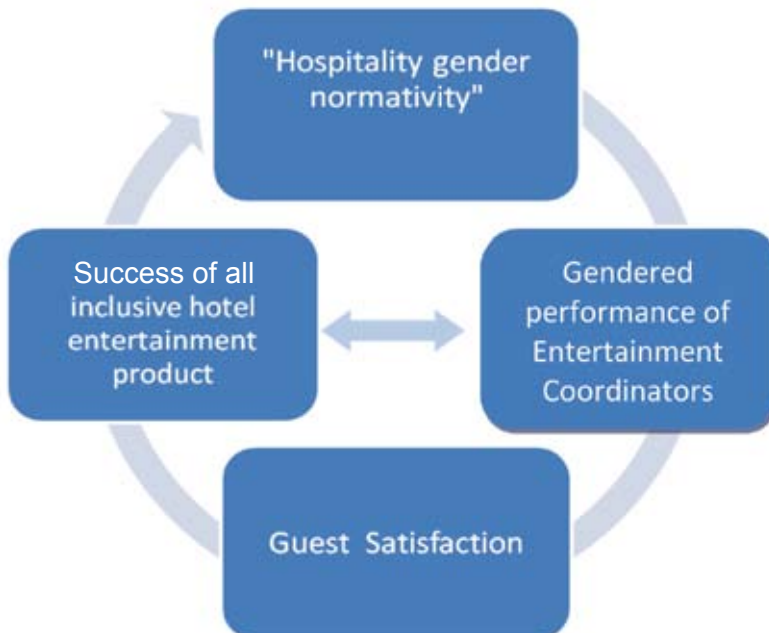 "Hospitality gender
normativity"
Success of all
inclusive hotel
entertainment
product
Gendered
performance of
Entertainment
Coordinators
Guest Satisfaction